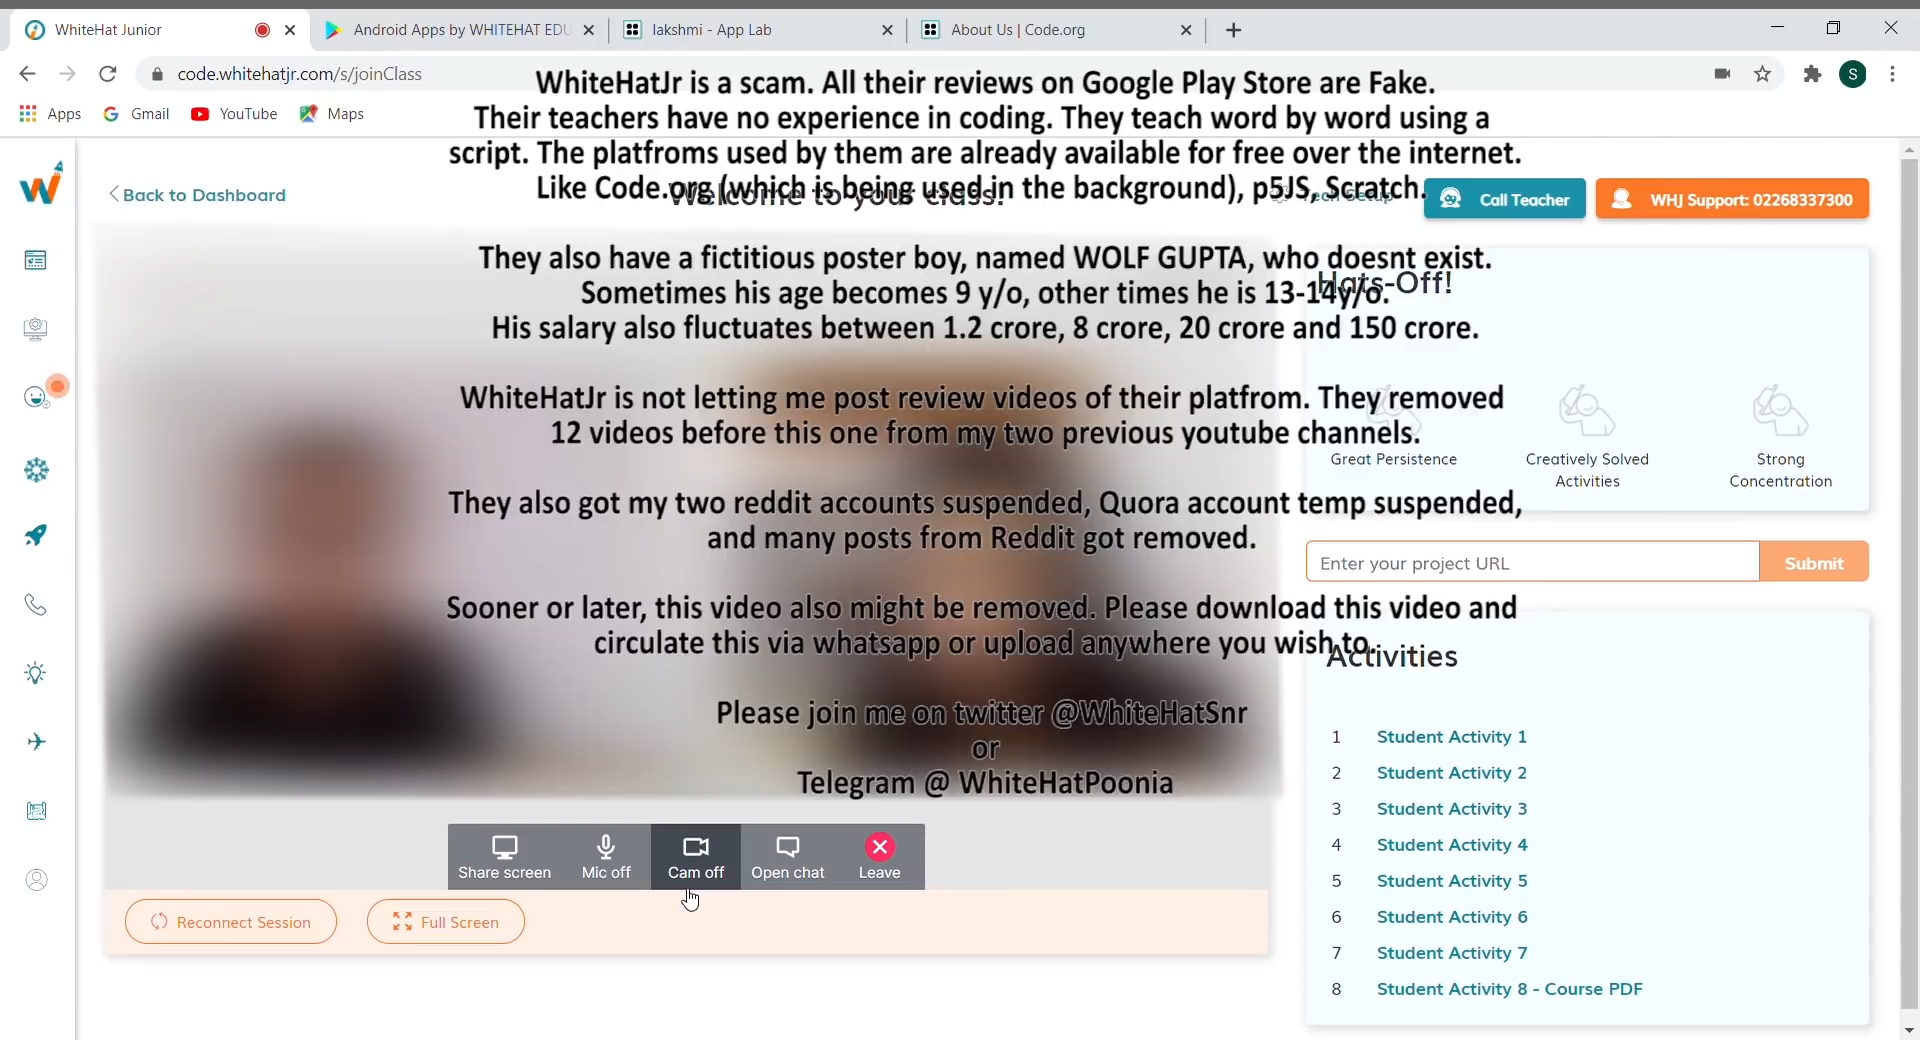 WhiteHat Junior
Android Apps by WHITEHAT EDU
lakshmi - App Lab
About Us | Code.org
code.whitehatjr.com/s/joinClass
S
Apps
Gmail
YouTube
Maps
WhiteHatJr is a scam. All their reviews on Google Play Store are Fake.
Their teachers have no experience in coding. They teach word by word using a
script. The platfroms used by them are already available for free over the internet.
Like Code.org (which is being used in the background), p5JS, Scratch.
W
Back to Dashboard
Welcome to your class!
Tech Setup
Call Teacher
WHJ Support: 02268337300
They also have a fictitious poster boy, named WOLF GUPTA, who doesnt exist.
Sometimes his age becomes 9 y/o, other times he is 13-14y/o.
His salary also fluctuates between 1.2 crore, 8 crore, 20 crore and 150 crore.
Hats-Off!
WhiteHatJr is not letting me post review videos of their platfrom. They removed
12 videos before this one from my two previous youtube channels.
Great Persistence
Creatively Solved
Activities
Strong
Concentration
They also got my two reddit accounts suspended, Quora account temp suspended,
and many posts from Reddit got removed.
Enter your project URL
Submit
Sooner or later, this video also might be removed. Please download this video and
circulate this via whatsapp or upload anywhere you wish to.
Activities
Please join me on twitter @WhiteHatSnr
or
Telegram @ WhiteHatPoonia
1 Student Activity 1
2 Student Activity 2
3 Student Activity 3
4 Student Activity 4
5 Student Activity 5
6 Student Activity 6
7 Student Activity 7
8 Student Activity 8 - Course PDF
Share screen
Mic off
Cam off
Open chat
Leave
Reconnect Session
Full Screen